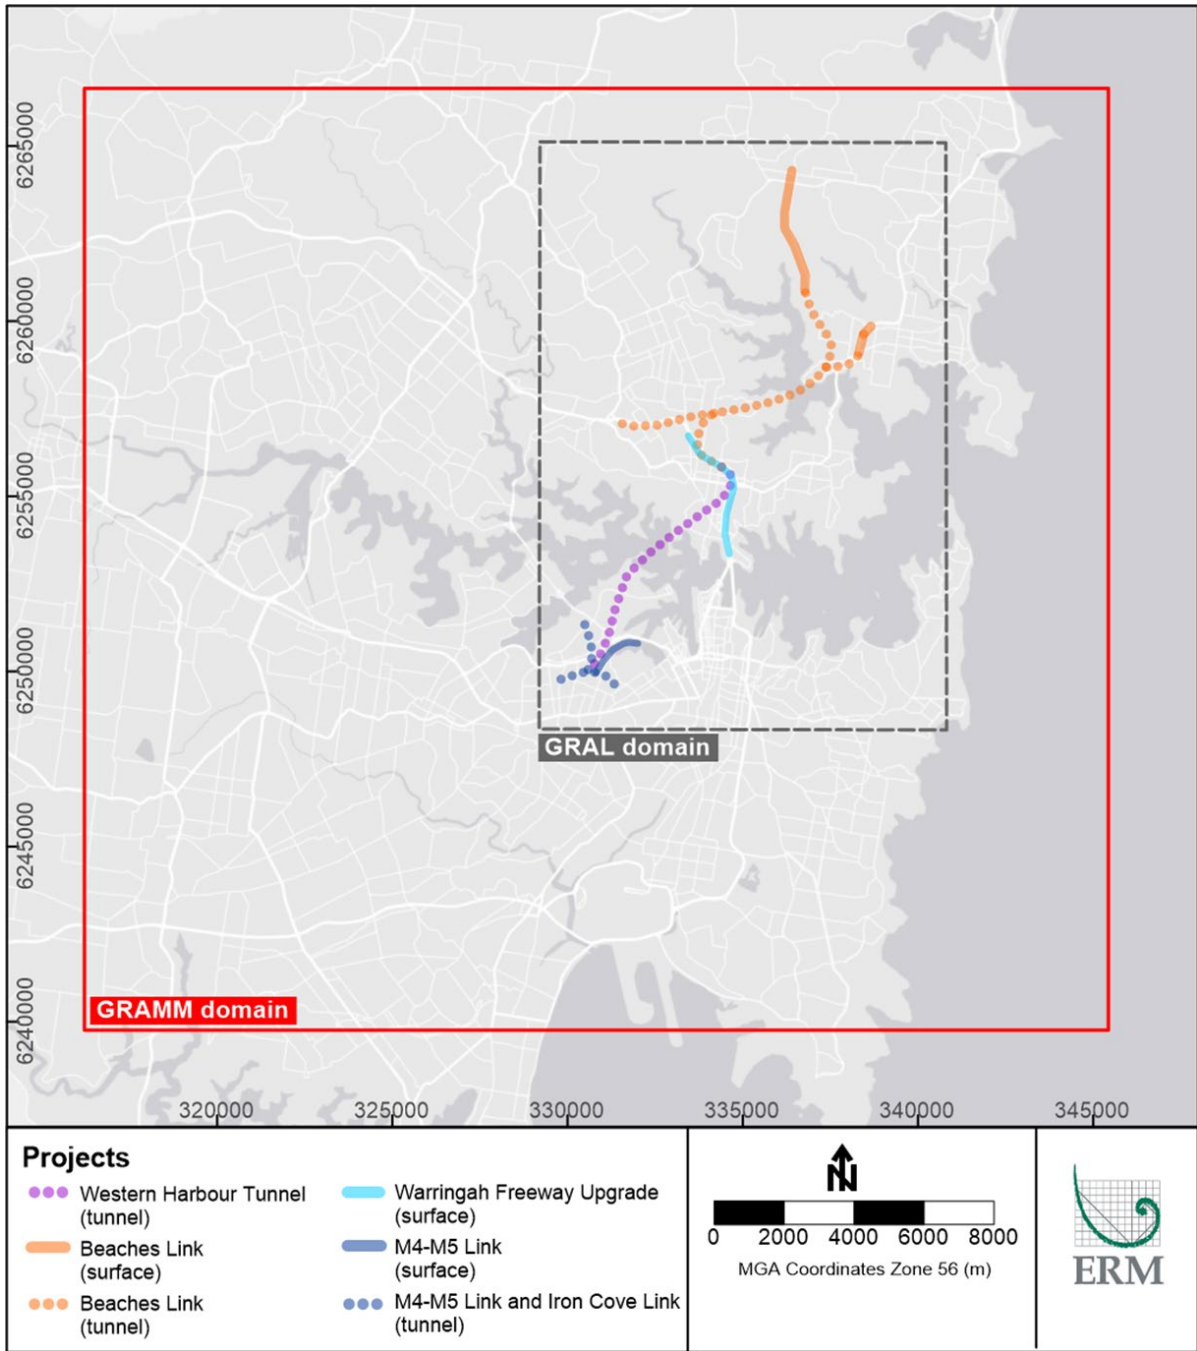 6265000
6260000
6255000
6250000
6245000
6240000
GRAL domain
GRAMM domain
320000 325000 330000 335000 340000 345000
Projects
Western Harbour Tunnel
(tunnel)
Beaches Link
(surface)
Beaches Link
(tunnel)
Warringah Freeway Upgrade
(surface)
M4-M5 Link
(surface)
M4-M5 Link and Iron Cove Link
(tunnel)
N
0 2000 4000 6000 8000
MGA Coordinates Zone 56 (m)
ERM